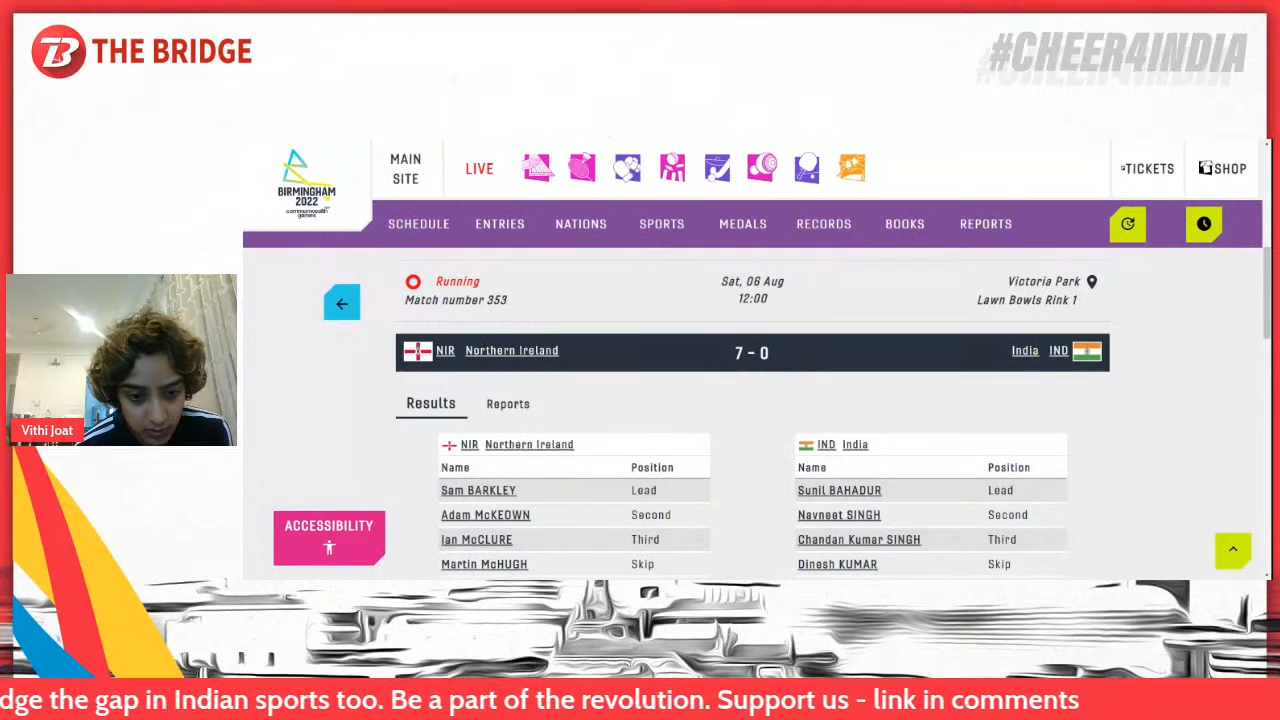 THE BRIDGE
#CHEER4INDIA
BIRMINGHAM
2022
commonwealth
games
MAIN
SITE
LIVE
TICKETS
SHOP
SCHEDULE
ENTRIES
NATIONS
SPORTS
MEDALS
RECORDS
BOOKS
REPORTS
Running
Match number 353
Sat, 06 Aug
12:00
Victoria Park
Lawn Bowls Rink 1
NIR Northern Ireland
7 - 0
India IND
Results
Reports
NIR Northern Ireland
Name Position
Sam BARKLEY Lead
Adam McKEOWN Second
Ian McCLURE Third
Martin McHUGH Skip
IND India
Name Position
Sunil BAHADUR Lead
Navneet SINGH Second
Chandan Kumar SINGH Third
Dinesh KUMAR Skip
Vithi Joat
ACCESSIBILITY
dge the gap in Indian sports too. Be a part of the revolution. Support us - link in comments